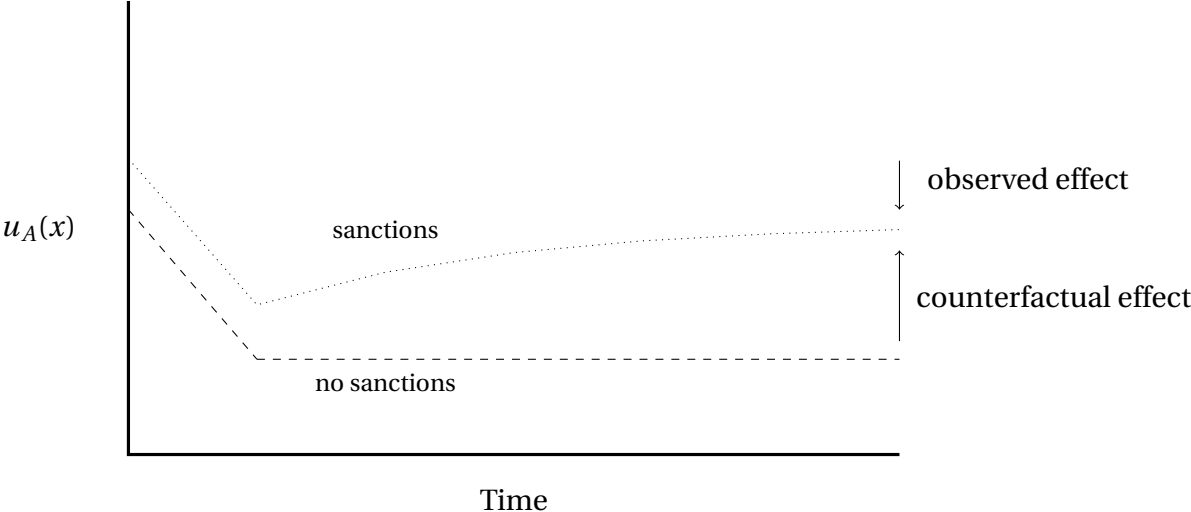 observed effect
u_A(x)
sanctions
counterfactual effect
no sanctions
Time